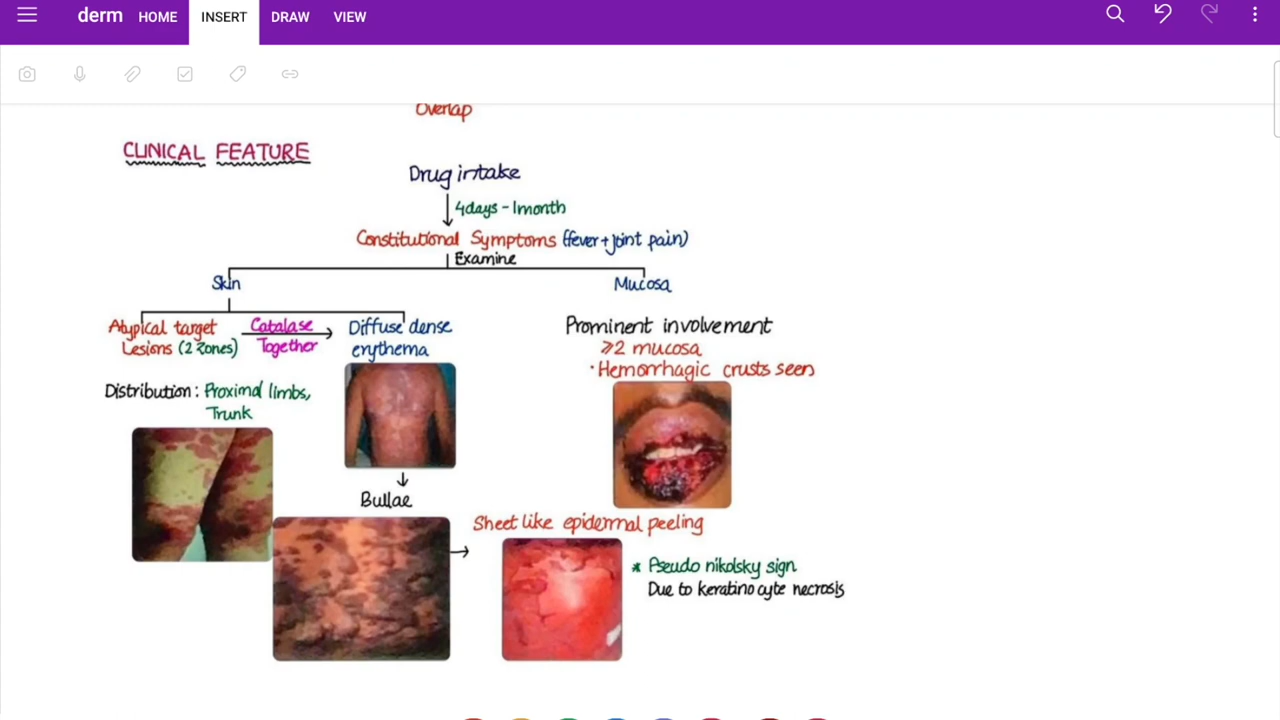 derm HOME INSERT DRAW VIEW
Overlap
CLINICAL FEATURE
Drug intake
4days - 1month
Constitutional Symptoms (fever + joint pain)
Examine
Skin
Mucosa
Atypical target
Lesions (2 zones)
Catalase
Together
Diffuse dense
erythema
Prominent involvement
≥2 mucosa
• Hemorrhagic crusts seen
Distribution : Proximal limbs,
Trunk
Bullae
Sheet like epidermal peeling
* Pseudo nikolsky sign
Due to keratinocyte necrosis